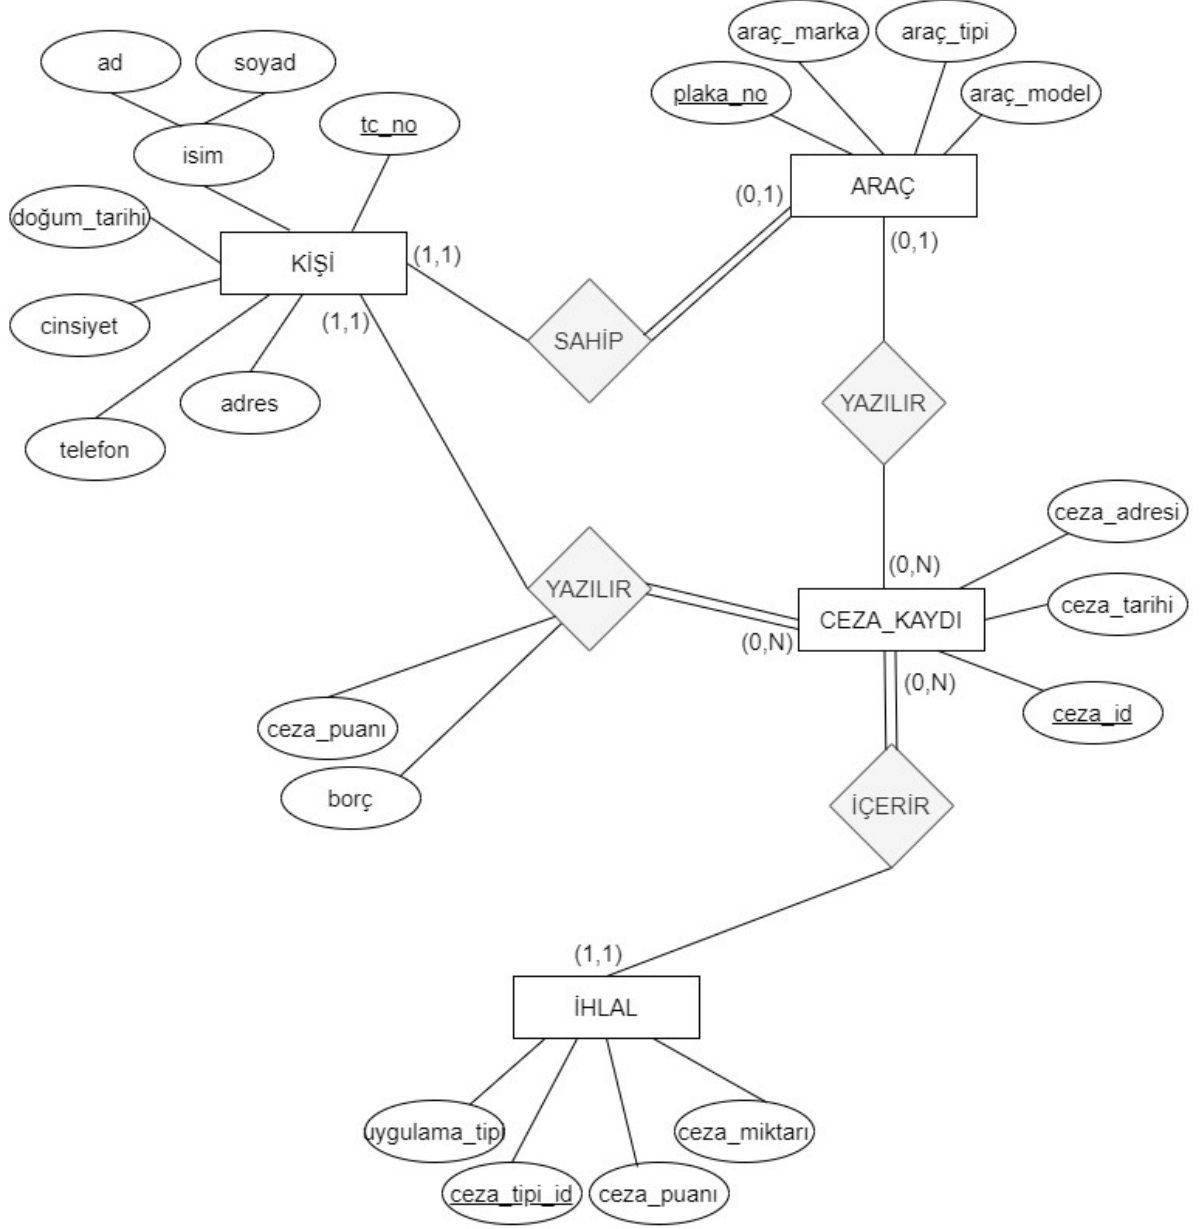 araç_marka
araç_tipi
ad
soyad
plaka_no
araç_model
tc_no
isim
ARAÇ
(0,1)
doğum_tarihi
(0,1)
KİŞİ
(1,1)
(1,1)
cinsiyet
SAHİP
adres
YAZILIR
telefon
ceza_adresi
(0,N)
YAZILIR
ceza_tarihi
CEZA_KAYDI
(0,N)
(0,N)
ceza_id
ceza_puanı
borç
İÇERİR
(1,1)
İHLAL
uygulama_tipi
ceza_miktarı
ceza_tipi_id
ceza_puanı